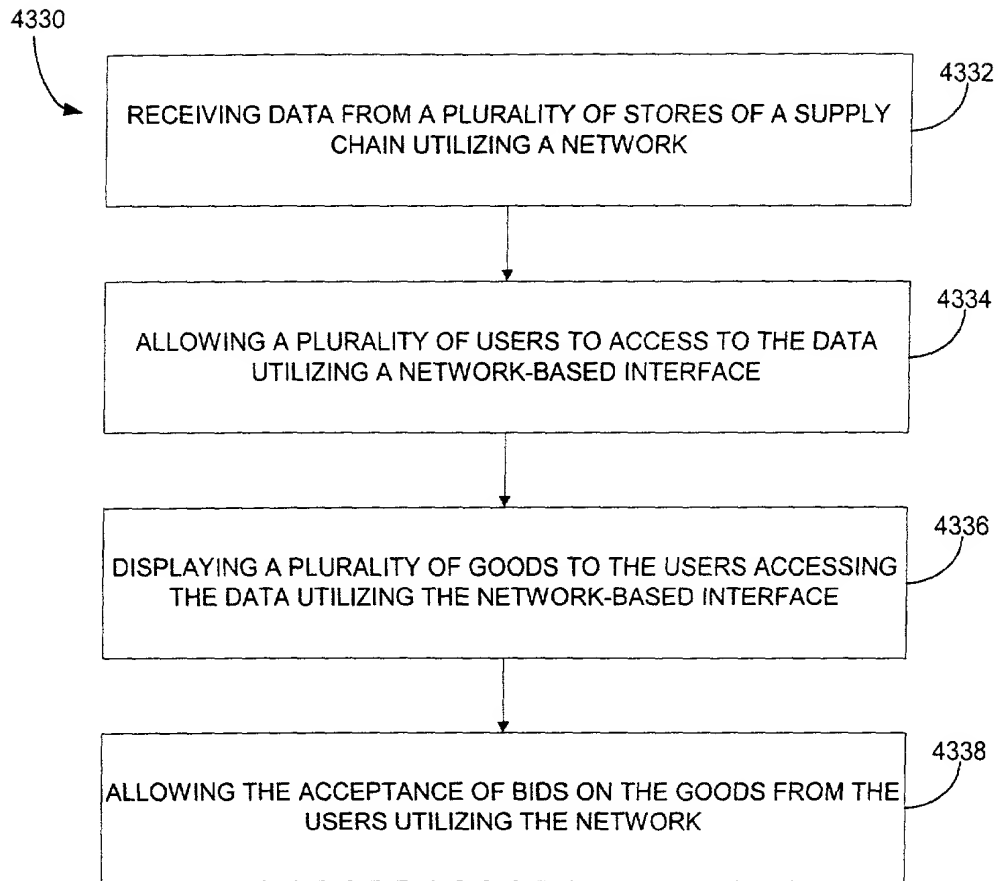 4330
4332
RECEIVING DATA FROM A PLURALITY OF STORES OF A SUPPLY
CHAIN UTILIZING A NETWORK
4334
ALLOWING A PLURALITY OF USERS TO ACCESS TO THE DATA
UTILIZING A NETWORK-BASED INTERFACE
4336
DISPLAYING A PLURALITY OF GOODS TO THE USERS ACCESSING
THE DATA UTILIZING THE NETWORK-BASED INTERFACE
4338
ALLOWING THE ACCEPTANCE OF BIDS ON THE GOODS FROM THE
USERS UTILIZING THE NETWORK